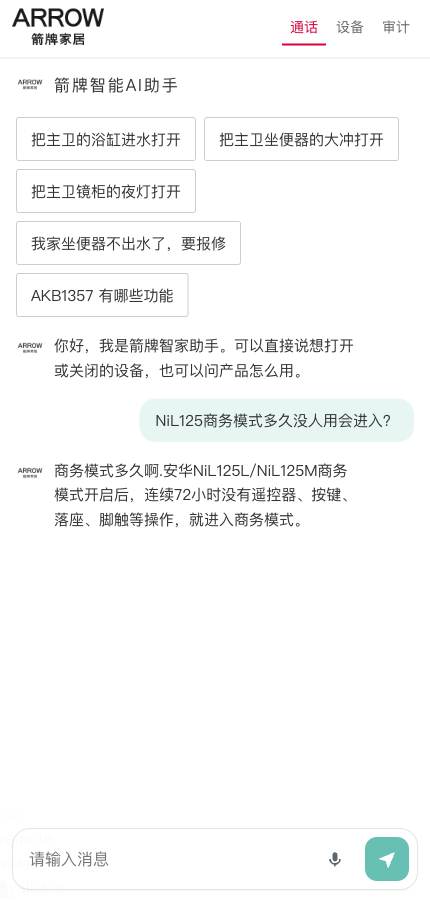 ARROW
箭牌家居
通话 设备 审计
ARROW
箭牌家居
箭牌智能AI助手
把主卫的浴缸进水打开
把主卫坐便器的大冲打开
把主卫镜柜的夜灯打开
我家坐便器不出水了，要报修
AKB1357 有哪些功能
ARROW
箭牌家居
你好，我是箭牌智家助手。可以直接说想打开
或关闭的设备，也可以问产品怎么用。
NiL125商务模式多久没人用会进入？
ARROW
箭牌家居
商务模式多久啊.安华NiL125L/NiL125M商务
模式开启后，连续72小时没有遥控器、按键、
落座、脚触等操作，就进入商务模式。
请输入消息